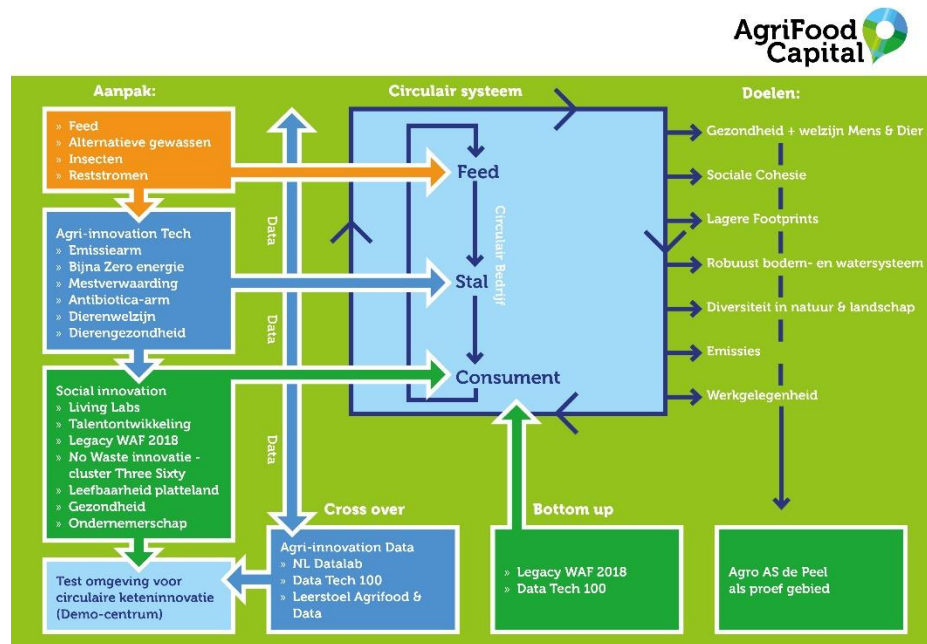 AgriFood
Capital
Aanpak:
» Feed
» Alternatieve gewassen
» Insecten
» Reststromen
Agri-innovation Tech
» Emissiearm
» Bijna Zero energie
» Mestverwaarding
» Antibiotica-arm
» Dierenwelzijn
» Dierengezondheid
Social innovation
» Living Labs
» Talentontwikkeling
» Legacy WAF 2018
» No Waste innovatie -
cluster Three Sixty
» Leefbaarheid platteland
» Gezondheid
» Ondernemerschap
Test omgeving voor
circulaire keteninnovatie
(Demo-centrum)
Data
Data
Data
Cross over
Agri-innovation Data
» NL Datalab
» Data Tech 100
» Leerstoel Agrifood &
Data
Circulair systeem
Feed
Stal
Consument
Circulair Bedrijf
Bottom up
» Legacy WAF 2018
» Data Tech 100
Doelen:
Gezondheid + welzijn Mens & Dier
Sociale Cohesie
Lagere Footprints
Robuust bodem- en watersysteem
Diversiteit in natuur & landschap
Emissies
Werkgelegenheid
Agro AS de Peel
als proef gebied